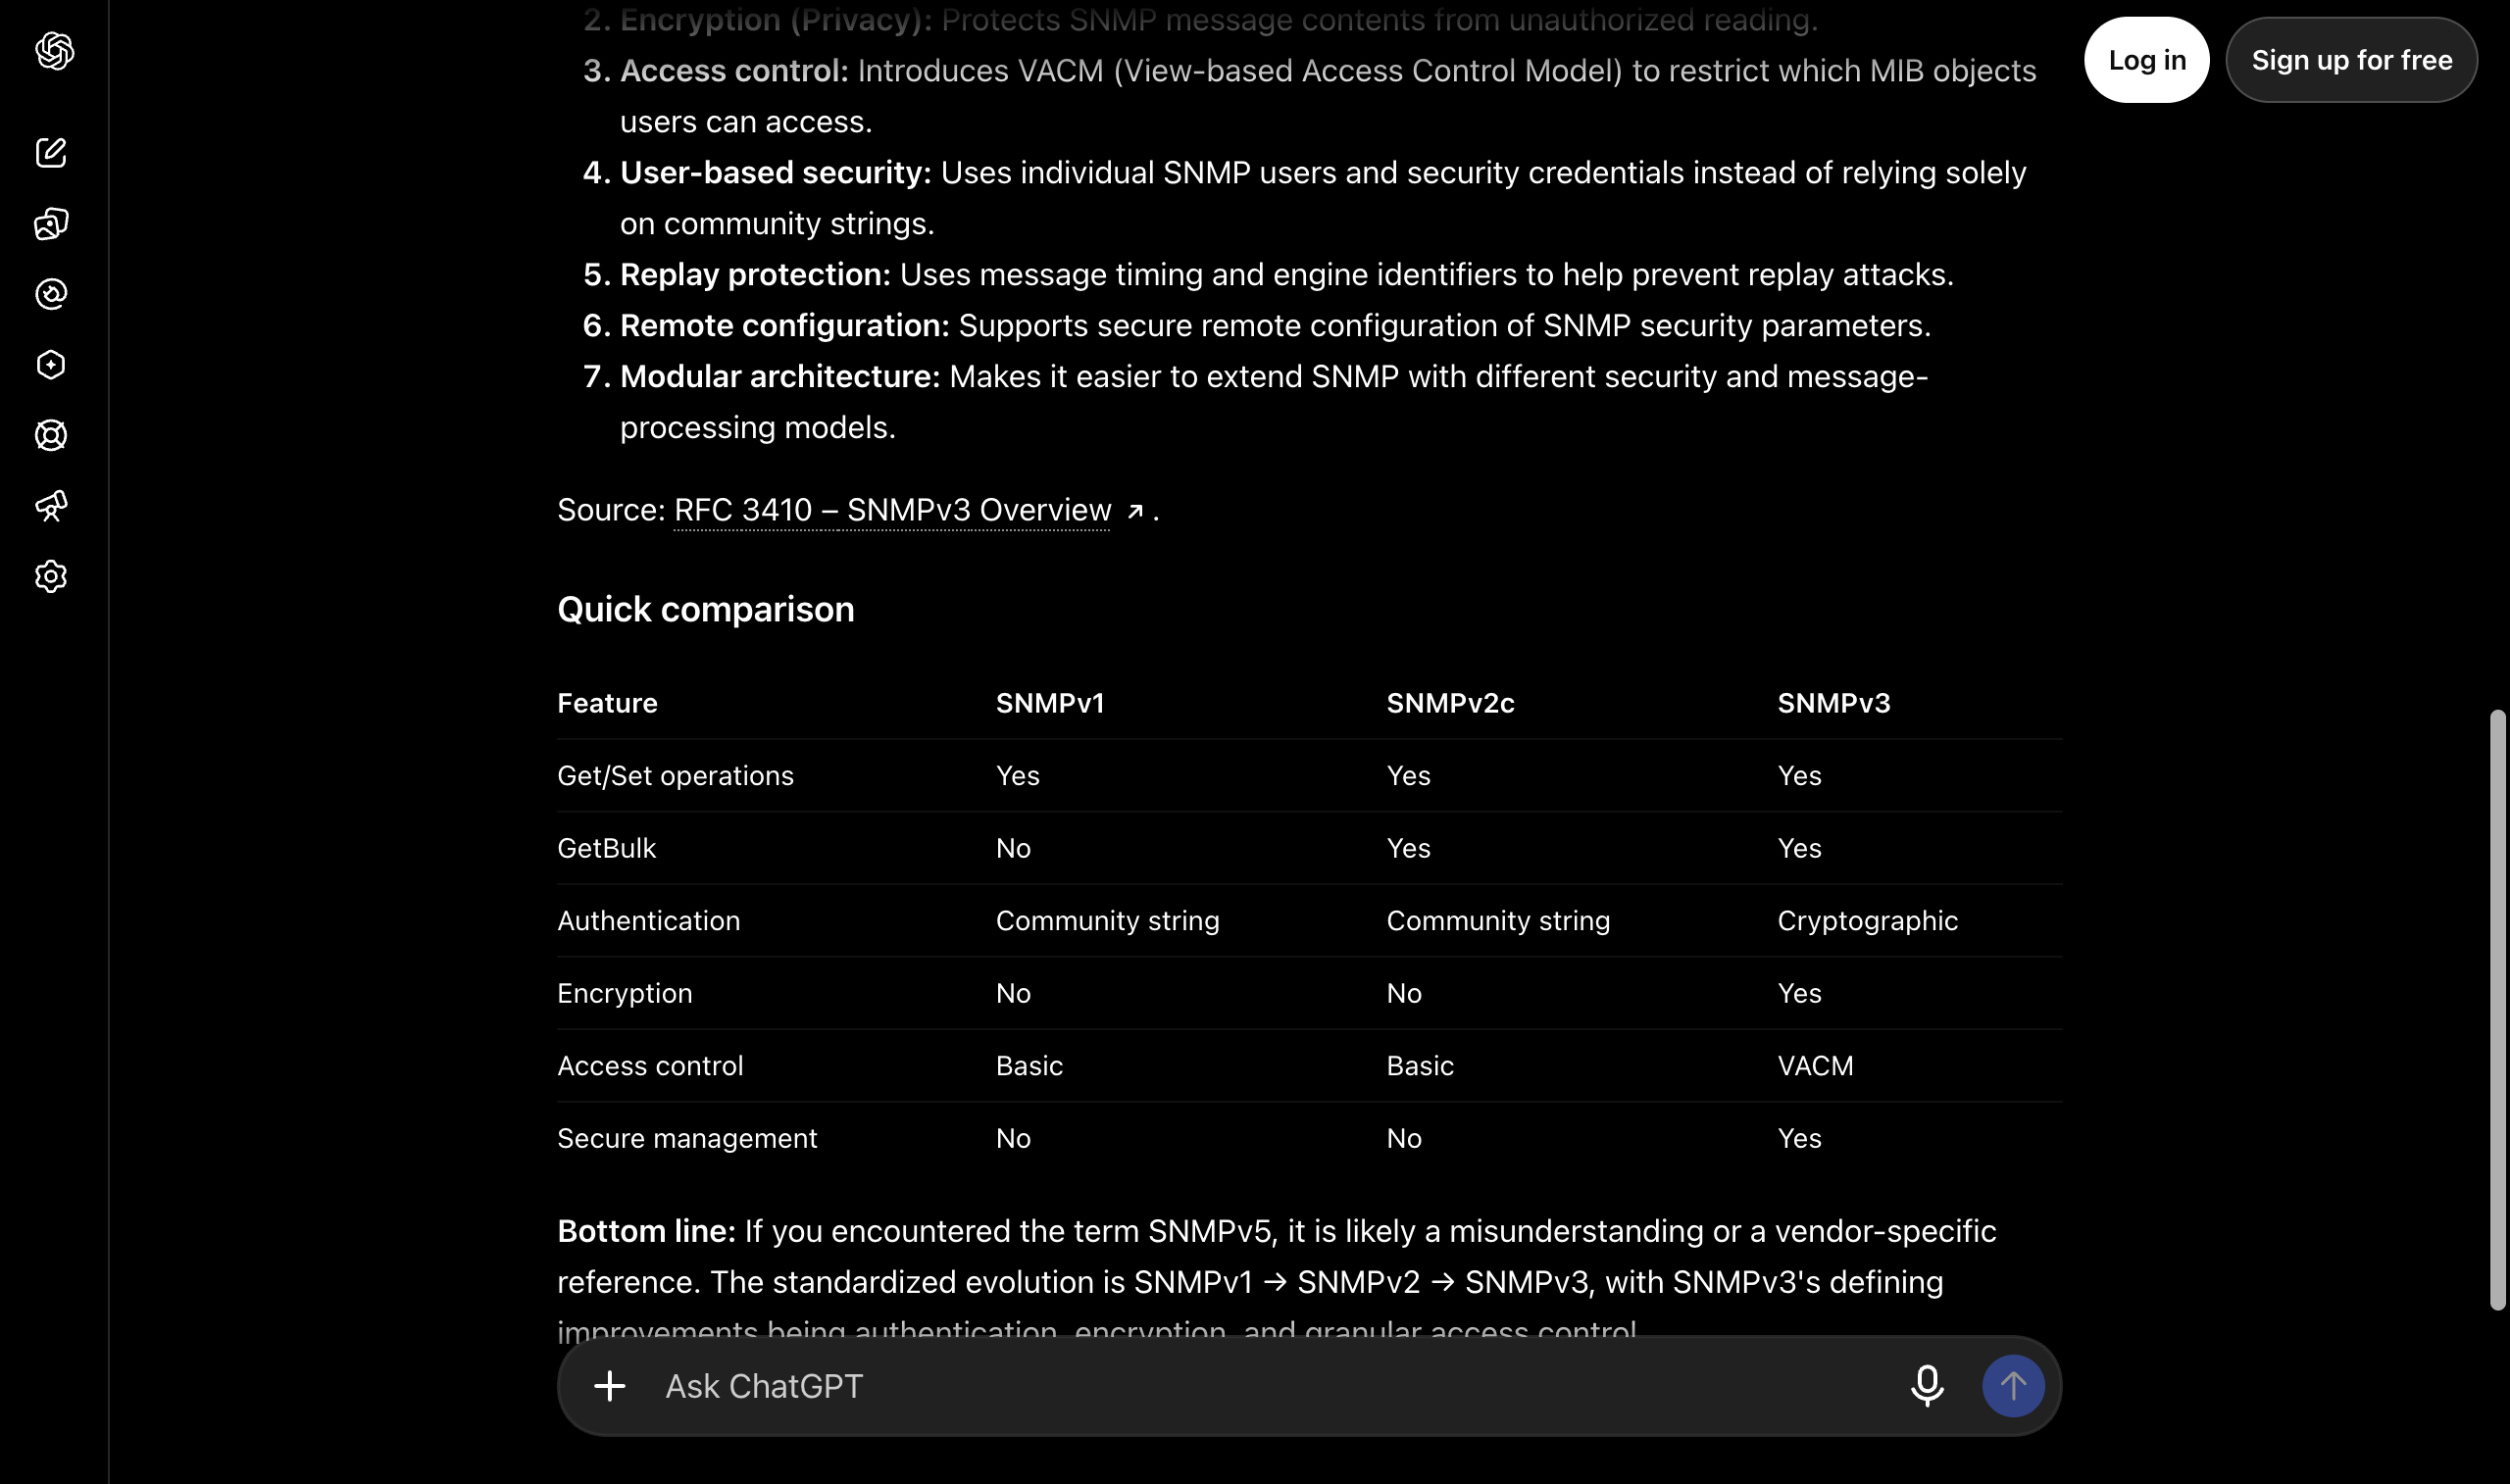 2. Encryption (Privacy): Protects SNMP message contents from unauthorized reading.
Log in
Sign up for free
3. Access control: Introduces VACM (View-based Access Control Model) to restrict which MIB objects
users can access.
4. User-based security: Uses individual SNMP users and security credentials instead of relying solely
on community strings.
5. Replay protection: Uses message timing and engine identifiers to help prevent replay attacks.
6. Remote configuration: Supports secure remote configuration of SNMP security parameters.
7. Modular architecture: Makes it easier to extend SNMP with different security and message-
processing models.
Source: RFC 3410 – SNMPv3 Overview ↗ .
Quick comparison
Feature SNMPv1 SNMPv2c SNMPv3
Get/Set operations Yes Yes Yes
GetBulk No Yes Yes
Authentication Community string Community string Cryptographic
Encryption No No Yes
Access control Basic Basic VACM
Secure management No No Yes
Bottom line: If you encountered the term SNMPv5, it is likely a misunderstanding or a vendor-specific
reference. The standardized evolution is SNMPv1 → SNMPv2 → SNMPv3, with SNMPv3's defining
improvements being authentication, encryption, and granular access control.
Ask ChatGPT